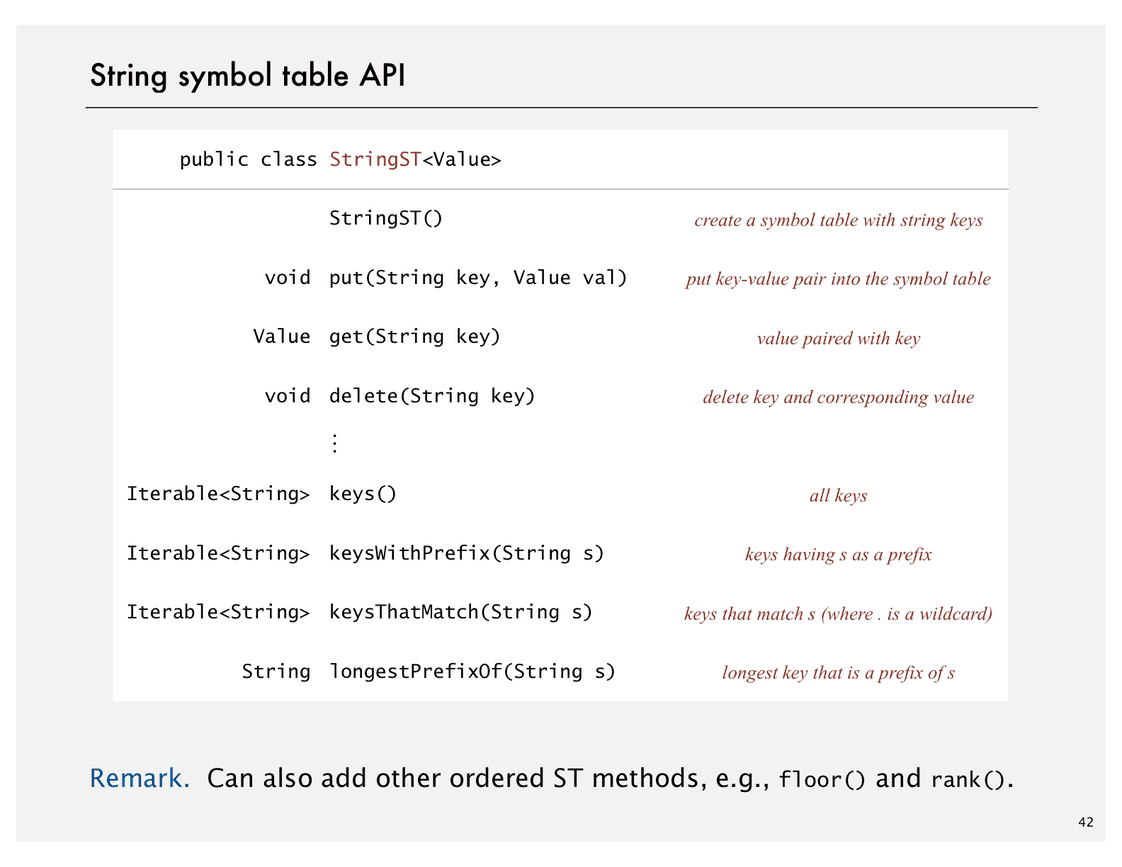 String symbol table API
public class StringST<Value>
StringST() create a symbol table with string keys
void put(String key, Value val) put key-value pair into the symbol table
Value get(String key) value paired with key
void delete(String key) delete key and corresponding value
⋮
Iterable<String> keys() all keys
Iterable<String> keysWithPrefix(String s) keys having s as a prefix
Iterable<String> keysThatMatch(String s) keys that match s (where . is a wildcard)
String longestPrefixOf(String s) longest key that is a prefix of s
Remark. Can also add other ordered ST methods, e.g., floor() and rank().
42